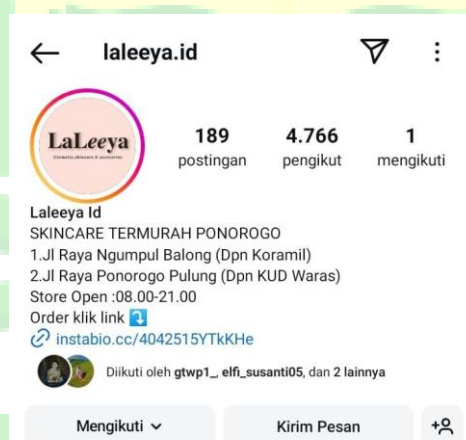 laleeya.id
LaLeeya
Cosmetic, skincare & accessories
189 4.766 1
postingan pengikut mengikuti
Laleeya Id
SKINCARE TERMURAH PONOROGO
1.Jl Raya Ngumpul Balong (Dpn Koramil)
2.Jl Raya Ponorogo Pulung (Dpn KUD Waras)
Store Open :08.00-21.00
Order klik link
instabio.cc/4042515YTkKHe
Diikuti oleh gtwp1_, elfi_susanti05, dan 2 lainnya
Mengikuti Kirim Pesan